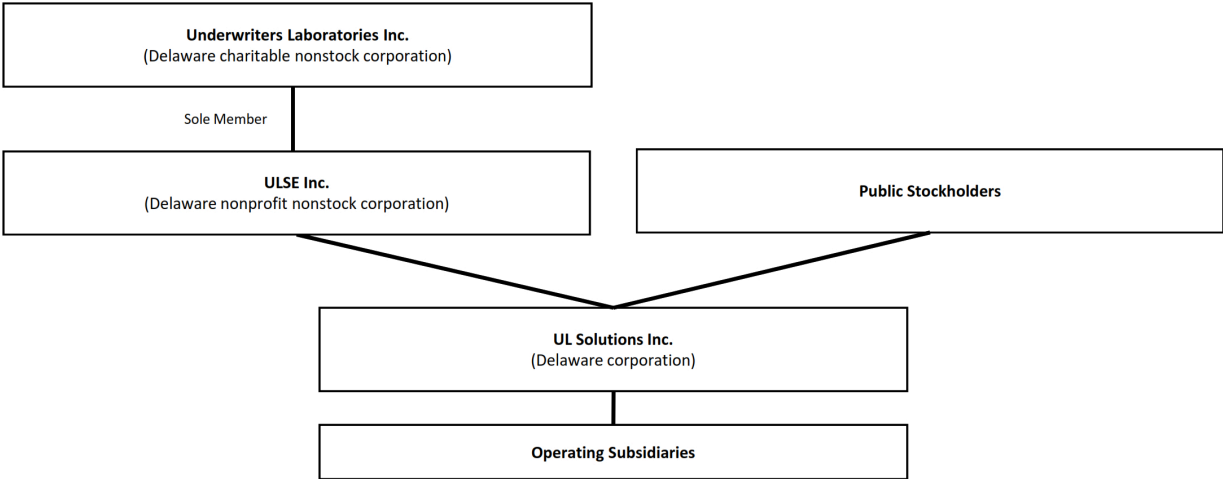 Underwriters Laboratories Inc.
(Delaware charitable nonstock corporation)
Sole Member
ULSE Inc.
(Delaware nonprofit nonstock corporation)
Public Stockholders
UL Solutions Inc.
(Delaware corporation)
Operating Subsidiaries